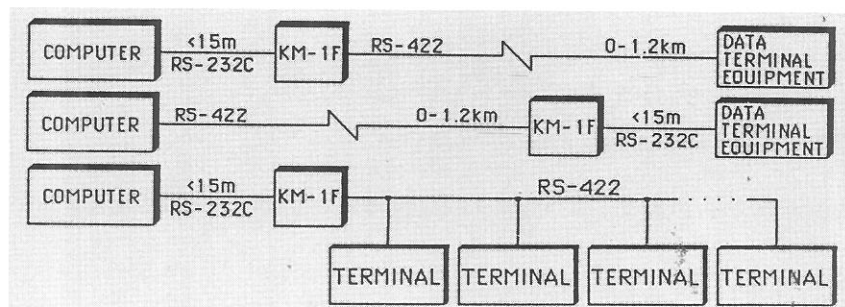 COMPUTER <15m RS-232C KM-1F RS-422 0-1.2km DATA TERMINAL EQUIPMENT
COMPUTER RS-422 0-1.2km KM-1F <15m RS-232C DATA TERMINAL EQUIPMENT
COMPUTER <15m RS-232C KM-1F RS-422
TERMINAL TERMINAL TERMINAL TERMINAL